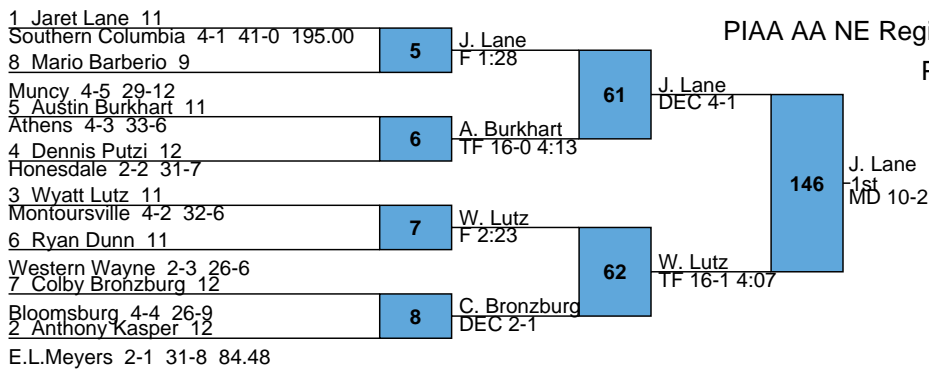 1 Jaret Lane 11
Southern Columbia 4-1 41-0 195.00
8 Mario Barberio 9
Muncy 4-5 29-12
5 Austin Burkhart 11
Athens 4-3 33-6
4 Dennis Putzi 12
Honesdale 2-2 31-7
3 Wyatt Lutz 11
Montoursville 4-2 32-6
6 Ryan Dunn 11
Western Wayne 2-3 26-6
7 Colby Bronzburg 12
Bloomsburg 4-4 26-9
2 Anthony Kasper 12
E.L.Meyers 2-1 31-8 84.48
5
6
7
8
J. Lane
F 1:28
A. Burkhart
TF 16-0 4:13
W. Lutz
F 2:23
C. Bronzburg
DEC 2-1
61
62
J. Lane
DEC 4-1
W. Lutz
TF 16-1 4:07
146
J. Lane
1st
MD 10-2
PIAA AA NE Regi